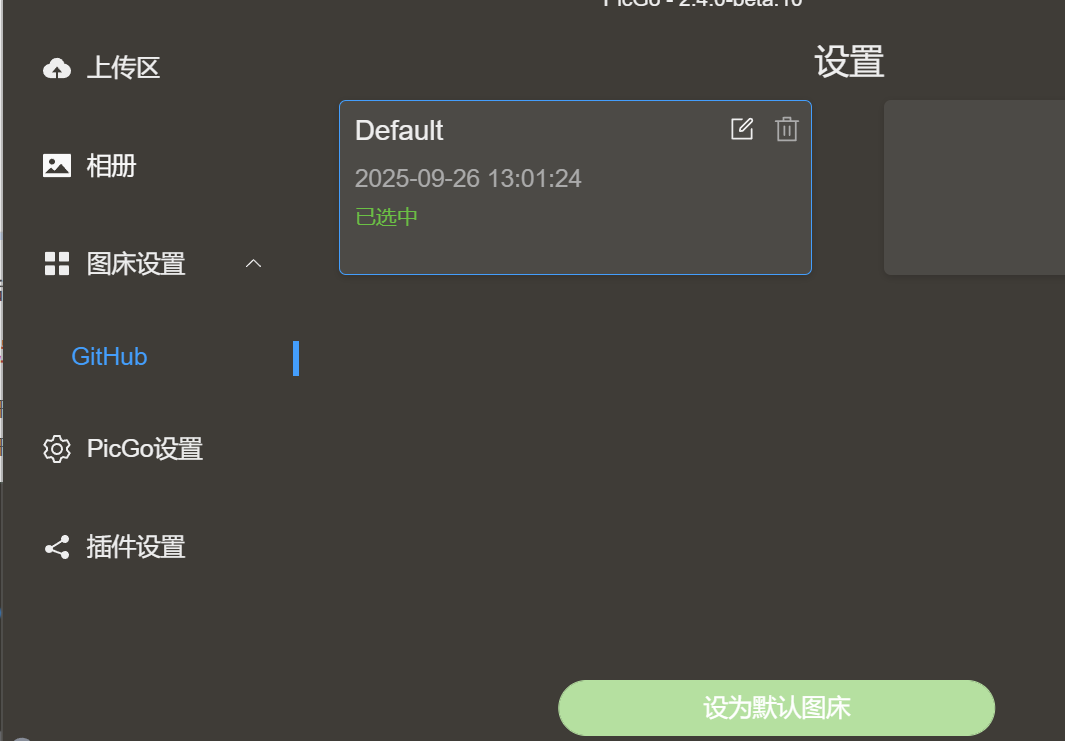 PicGo - 2.4.0-beta.10
上传区
设置
Default
2025-09-26 13:01:24
已选中
相册
图床设置
GitHub
PicGo设置
插件设置
设为默认图床